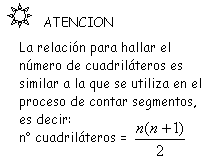 ATENCION
La relación para hallar el
número de cuadriláteros es
similar a la que se utiliza en el
proceso de contar segmentos,
es decir:
n° cuadriláteros = n(n+1)/2